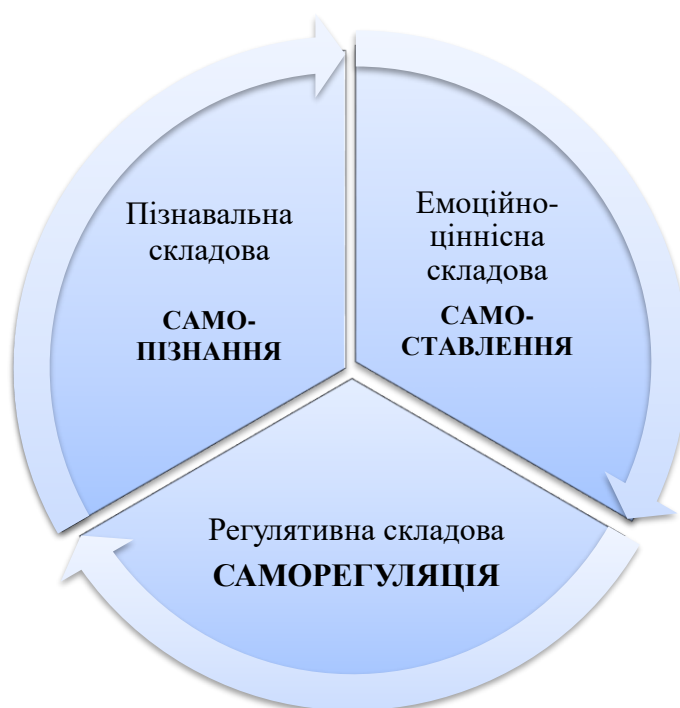 Пізнавальна
складова
САМО-
ПІЗНАННЯ
Емоційно-
ціннісна
складова
САМО-
СТАВЛЕННЯ
Регулятивна складова
САМОРЕГУЛЯЦІЯ